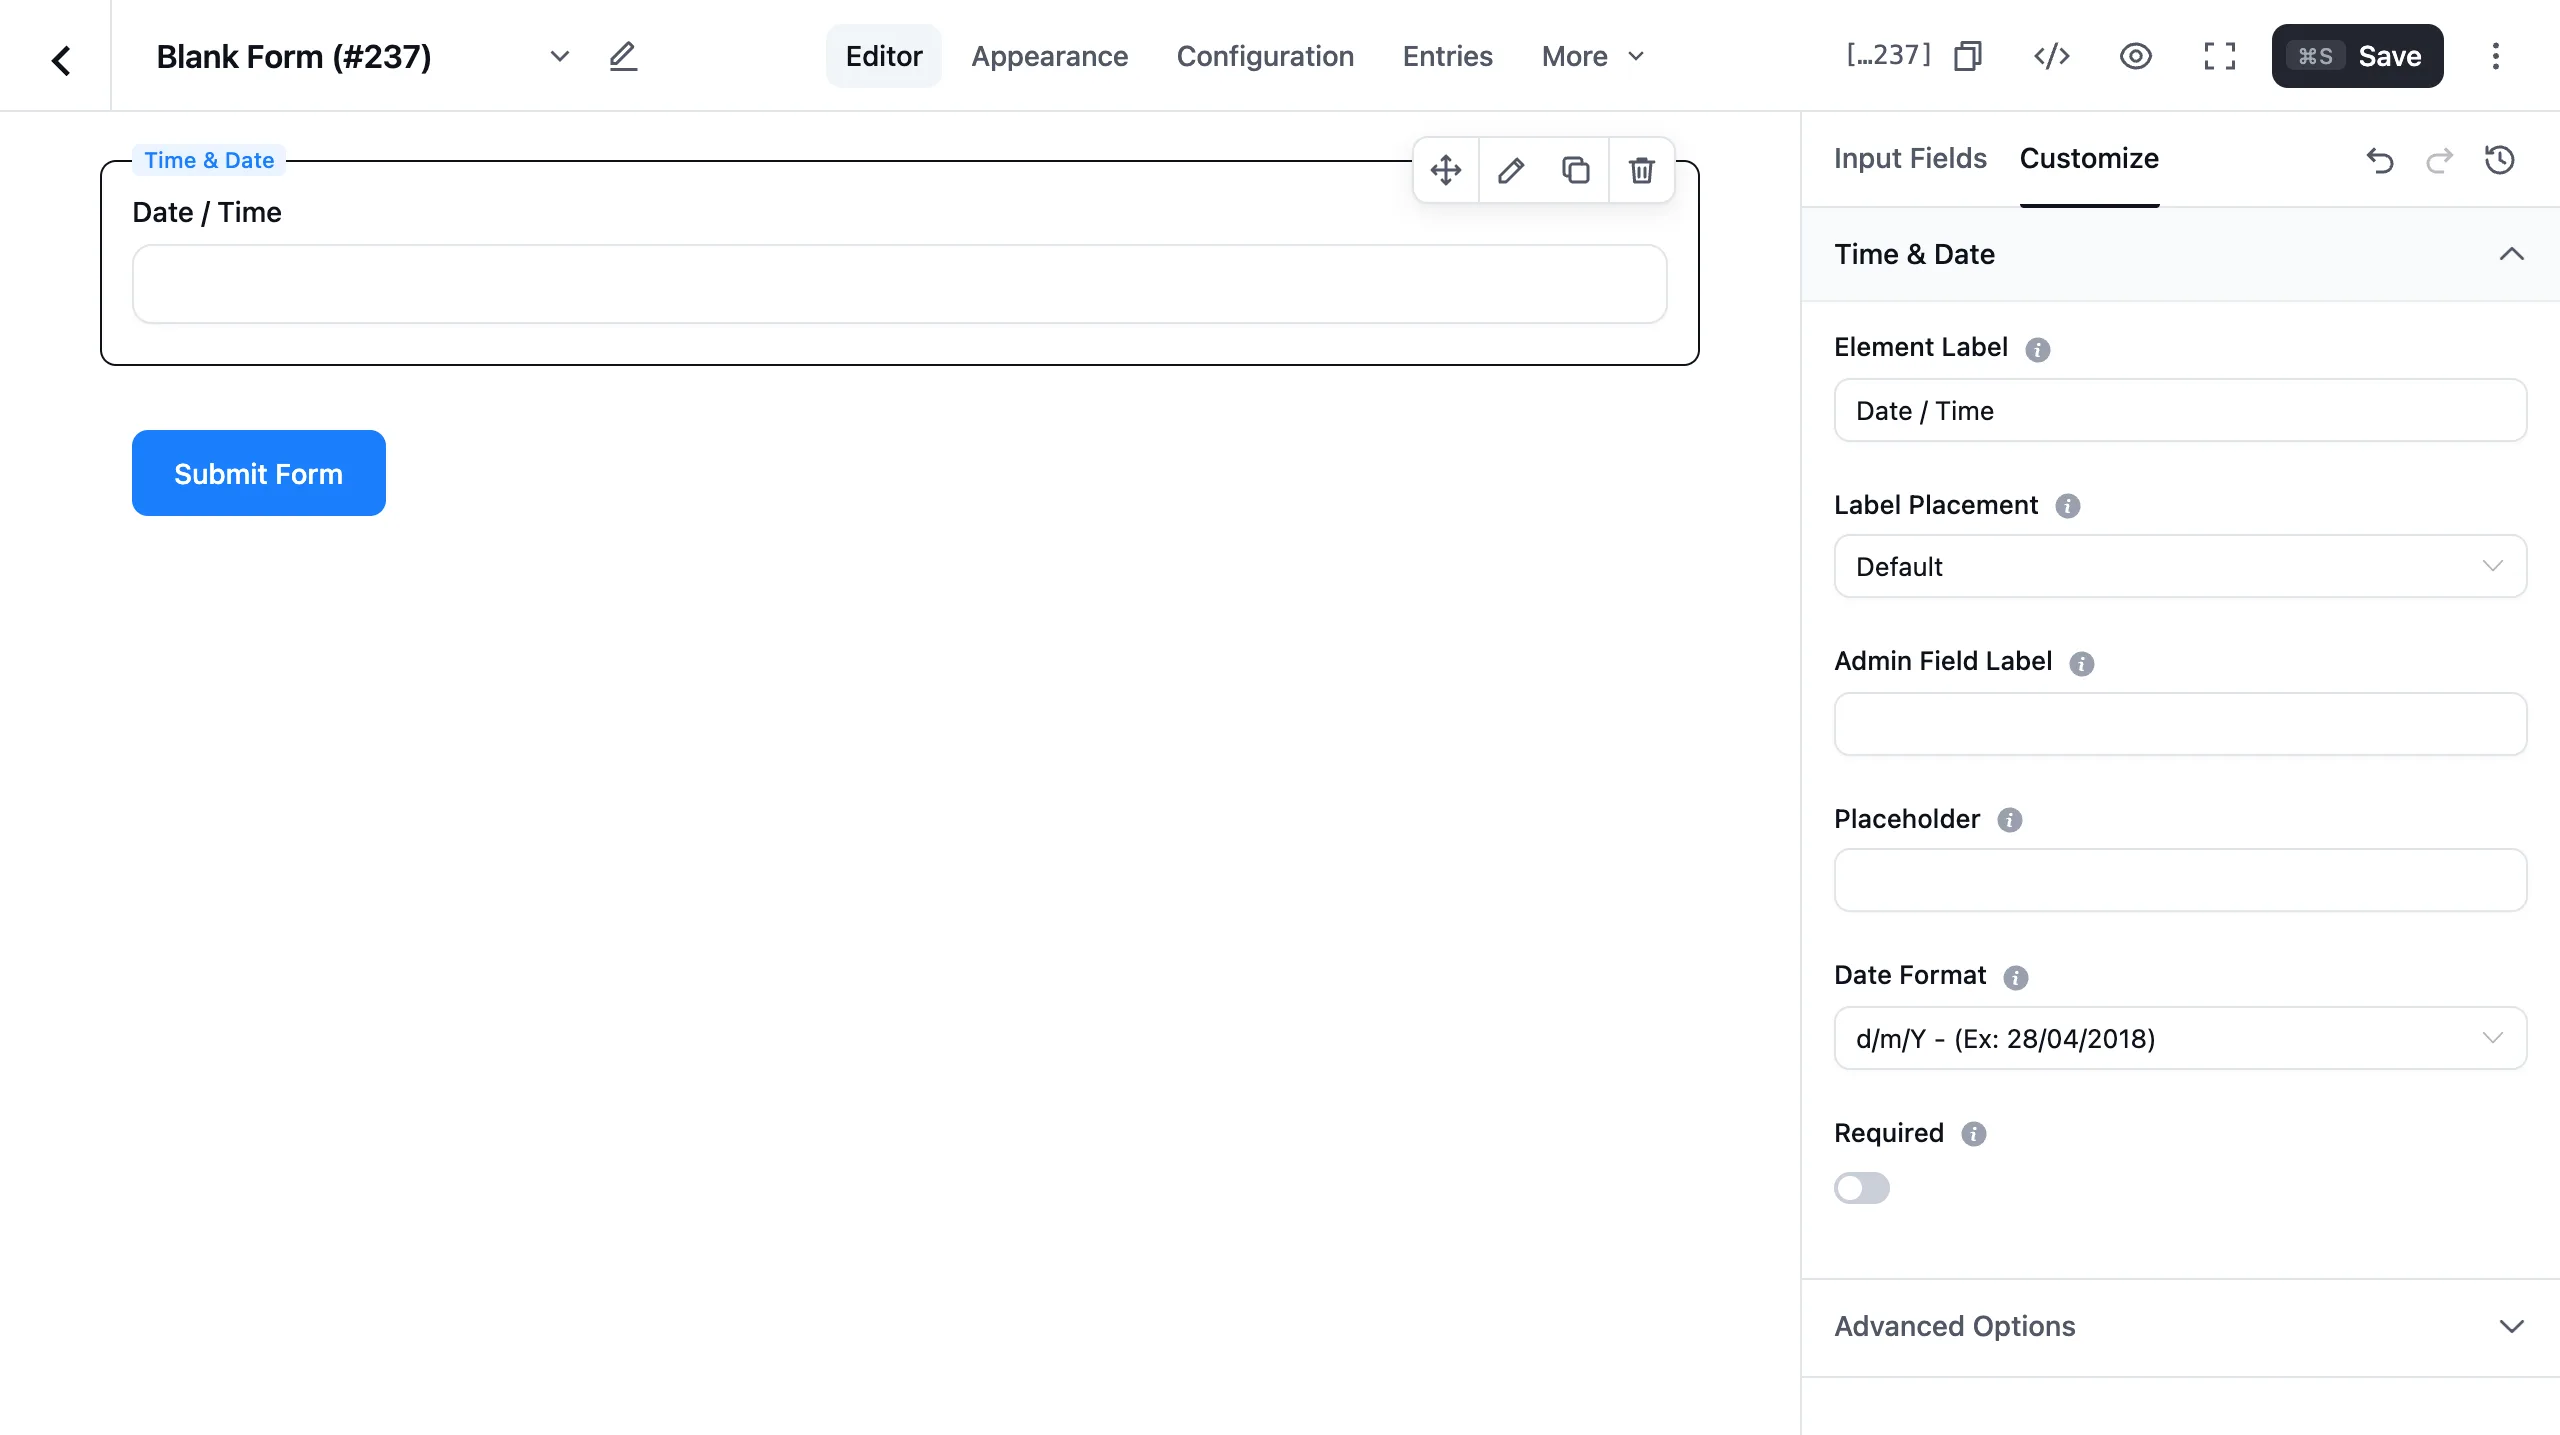 Blank Form (#237)
Editor
Appearance
Configuration
Entries
More
[…237]
</>
⌘S Save
Time & Date
Date / Time
Submit Form
Input Fields
Customize
Time & Date
Element Label
Date / Time
Label Placement
Default
Admin Field Label
Placeholder
Date Format
d/m/Y - (Ex: 28/04/2018)
Required
Advanced Options